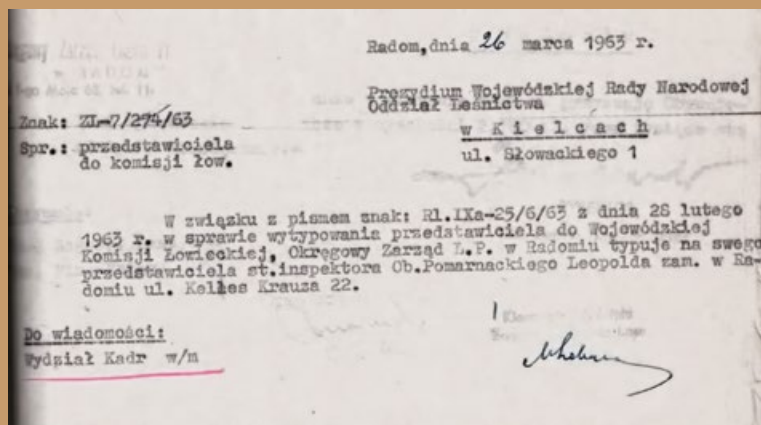 Radom, dnia 26 marca 1963 r.
Prezydium Wojewódzkiej Rady Narodowej
Oddział Leśnictwa
w Kielcach
ul. Słowackiego 1
Znak: ZL-7/294/63
Spr.: przedstawiciela
do komisji łow.
W związku z pismem znak: Rl.IXa-25/6/63 z dnia 28 lutego
1963 r. w sprawie wytypowania przedstawiciela do Wojewódzkiej
Komisji Łowieckiej, Okręgowy Zarząd L.P. w Radomiu typuje na swego
przedstawiciela st.inspektora Ob.Pomarnackiego Leopolda zam. w Ra-
domiu ul. Kelles Krauza 22.
Do wiadomości:
Wydział Kadr w/m